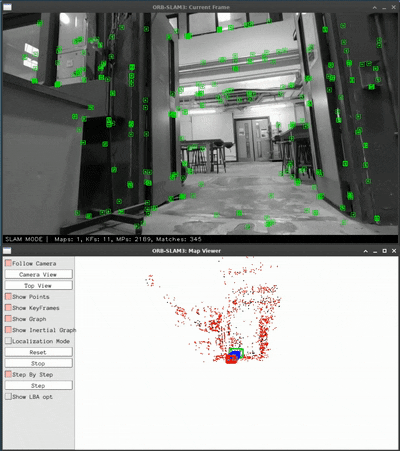 ORB-SLAM3: Current Frame
SLAM MODE | Maps: 1, KFs: 11, MPs: 2189, Matches: 345
ORB-SLAM3: Map Viewer
Follow Camera
Camera View
Top View
Show Points
Show KeyFrames
Show Graph
Show Inertial Graph
Localization Mode
Reset
Stop
Step By Step
Step
Show LBA opt